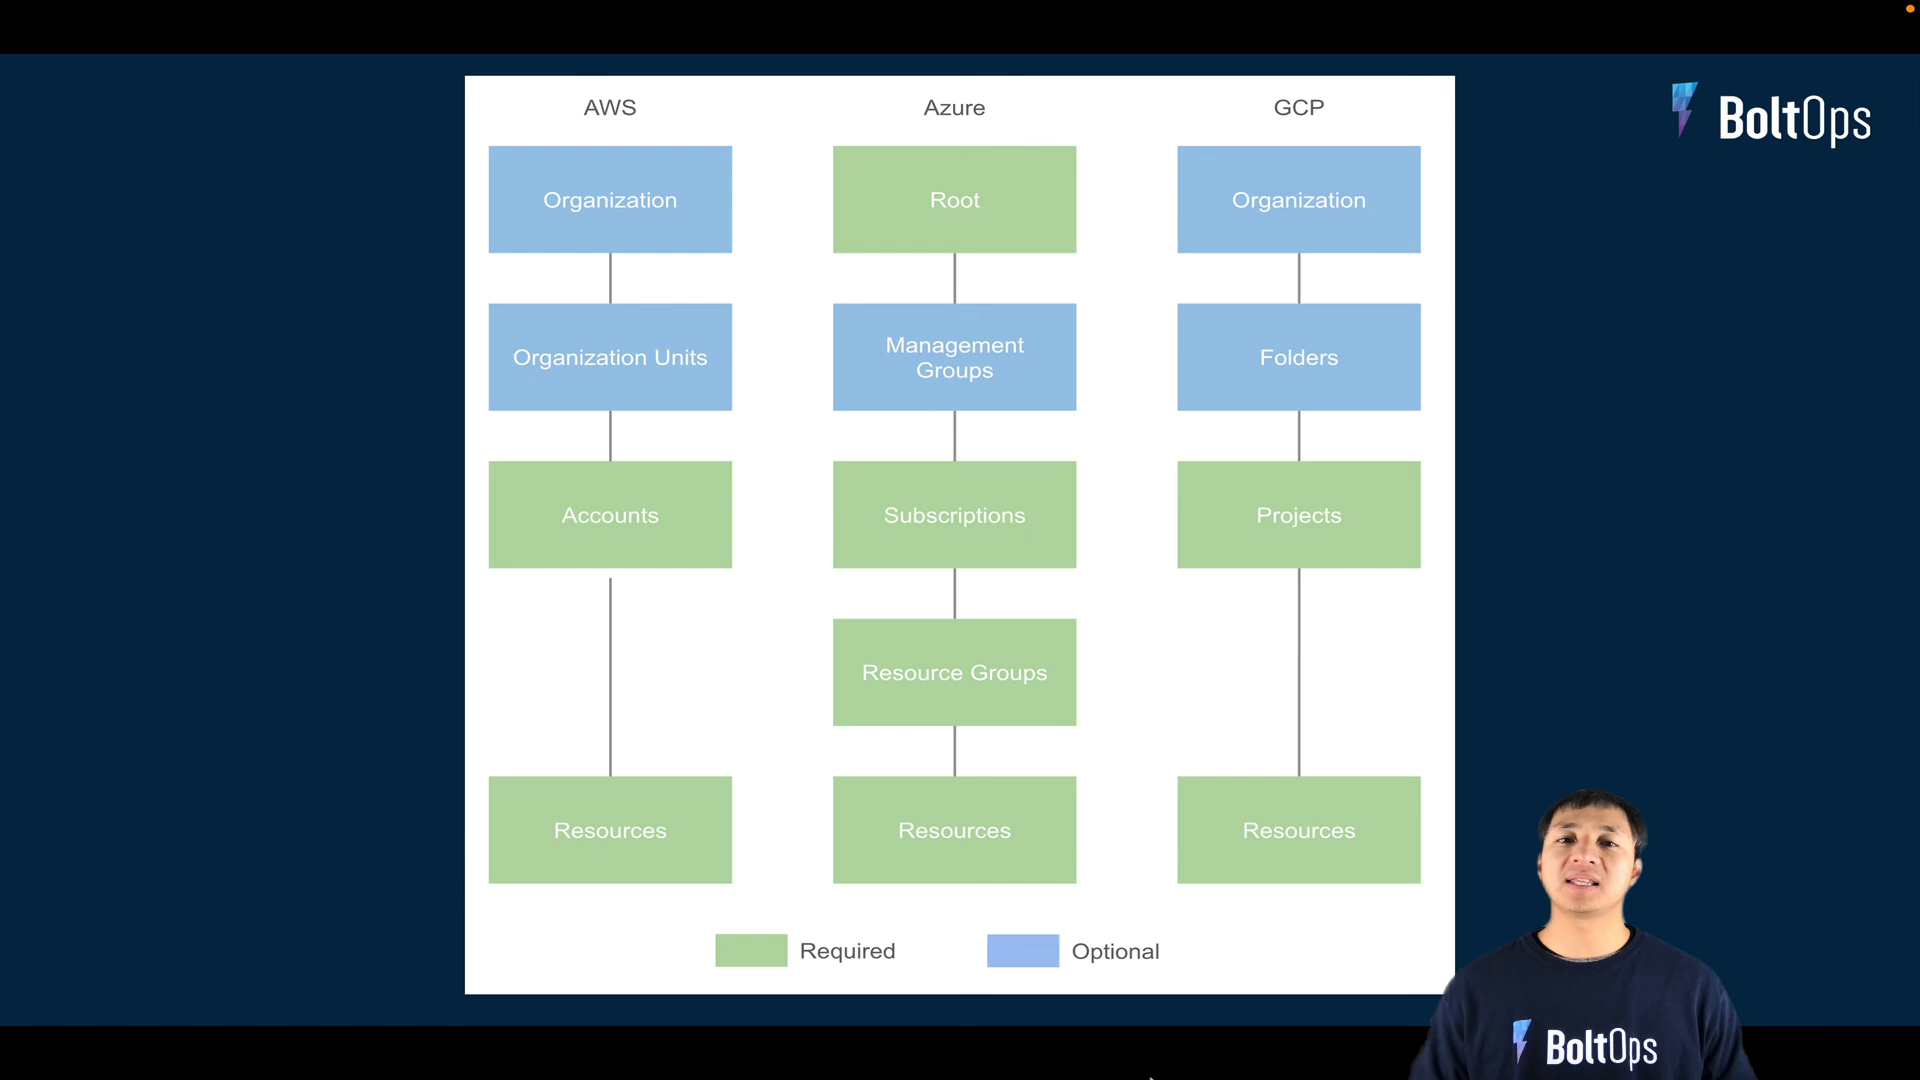 AWS
Azure
GCP
BoltOps
Organization
Root
Organization
Organization Units
Management
Groups
Folders
Accounts
Subscriptions
Projects
Resource Groups
Resources
Resources
Resources
Required
Optional
BoltOps